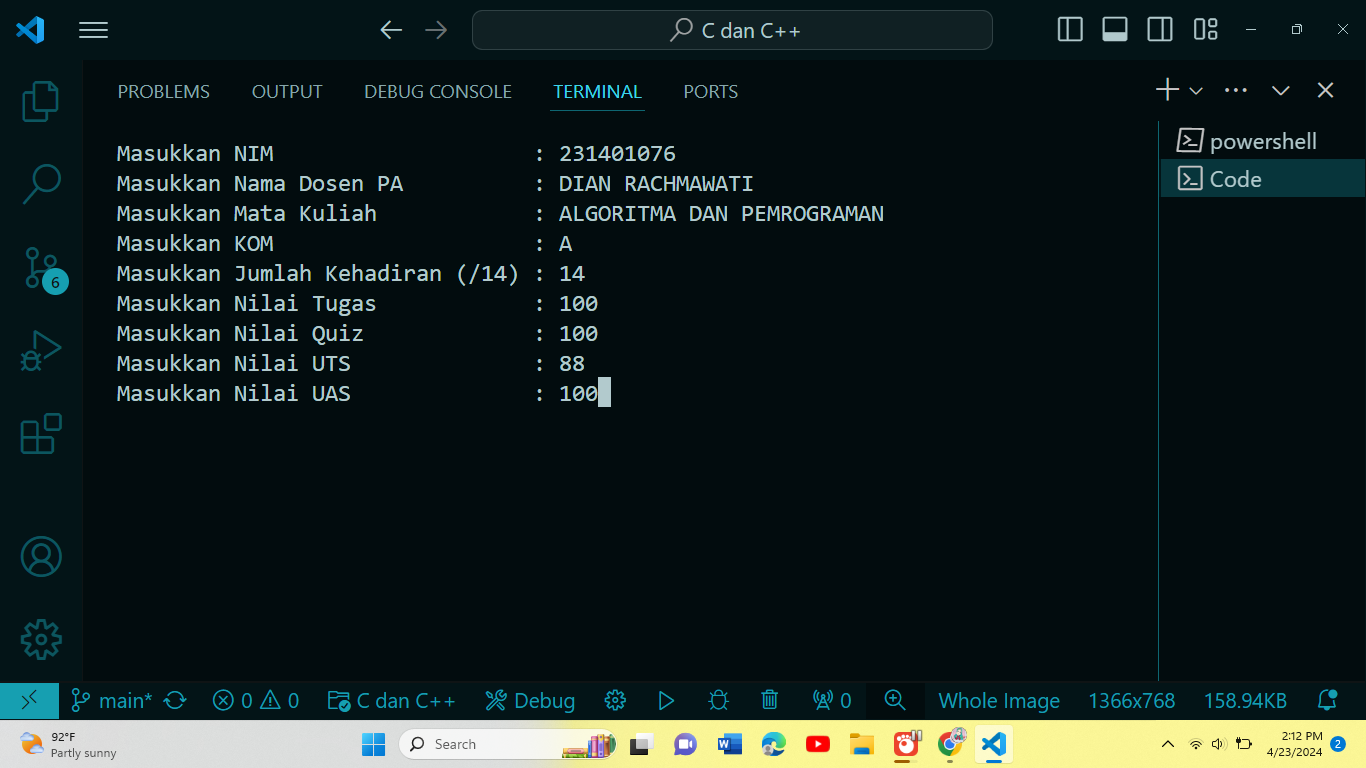 C dan C++
PROBLEMS OUTPUT DEBUG CONSOLE TERMINAL PORTS
Masukkan NIM : 231401076
Masukkan Nama Dosen PA : DIAN RACHMAWATI
Masukkan Mata Kuliah : ALGORITMA DAN PEMROGRAMAN
Masukkan KOM : A
Masukkan Jumlah Kehadiran (/14) : 14
Masukkan Nilai Tugas : 100
Masukkan Nilai Quiz : 100
Masukkan Nilai UTS : 88
Masukkan Nilai UAS : 100
powershell
Code
6
main* 0 0 C dan C++ Debug 0 Whole Image 1366x768 158.94KB
92°F
Partly sunny
Search
2:12 PM
4/23/2024
2